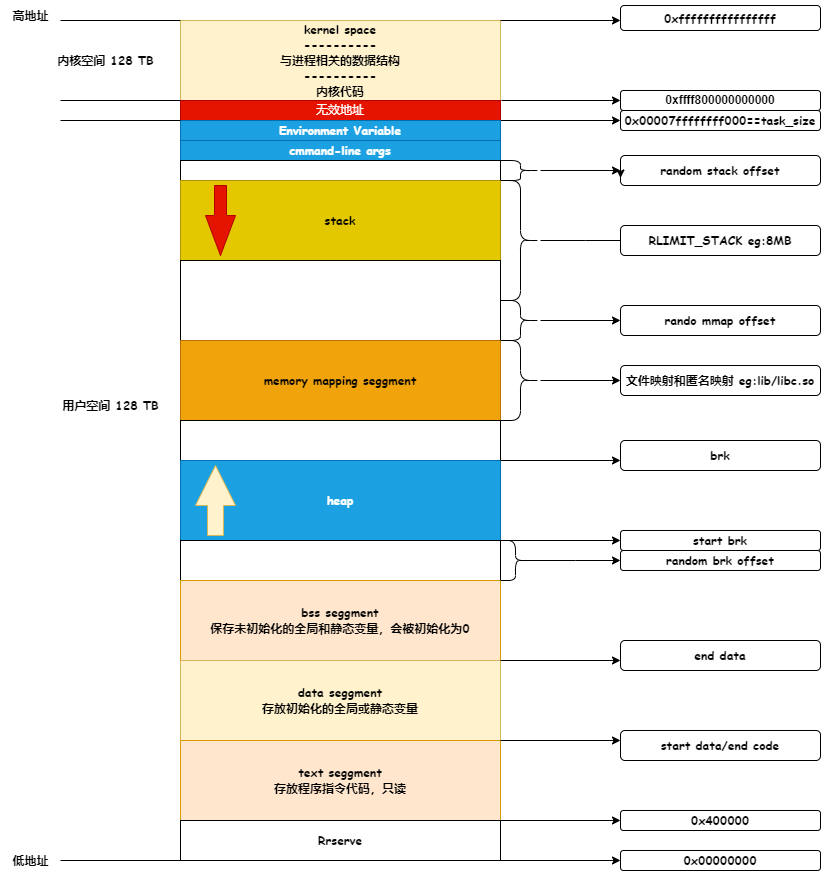 高地址
0xffffffffffffffff
kernel space
----------
内核空间 128 TB
与进程相关的数据结构
----------
内核代码
0xffff800000000000
无效地址
0x00007ffffffff000==task_size
Environment Variable
cmmand-line args
random stack offset
stack
RLIMIT_STACK eg:8MB
rando mmap offset
memory mapping seggment
文件映射和匿名映射 eg:lib/libc.so
用户空间 128 TB
brk
heap
start brk
random brk offset
bss seggment
保存未初始化的全局和静态变量，会被初始化为0
end data
data seggment
存放初始化的全局或静态变量
start data/end code
text seggment
存放程序指令代码，只读
0x400000
Rrserve
低地址
0x00000000